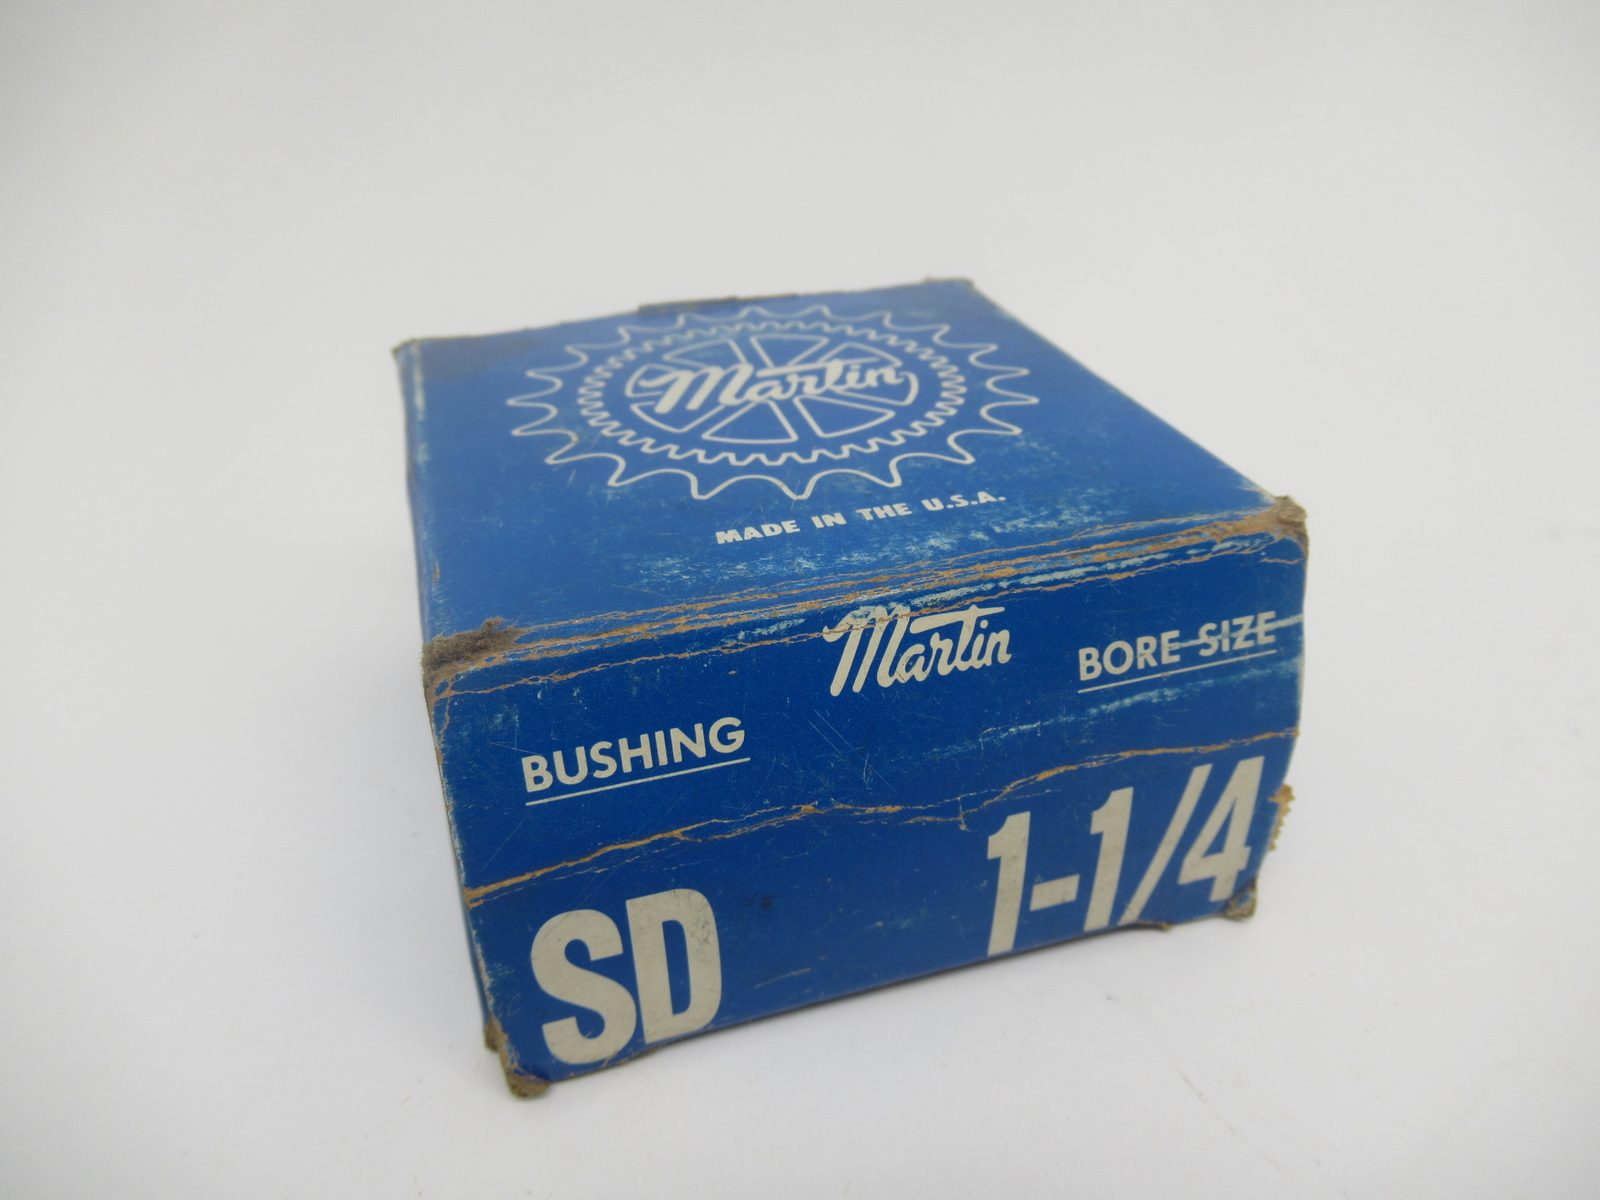 Martin
MADE IN THE U.S.A.
Martin
BUSHING
BORE SIZE
SD
1-1/4